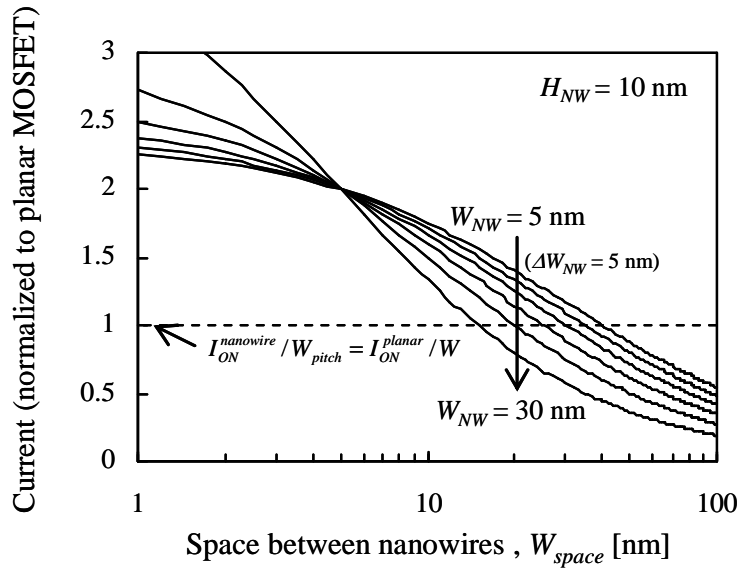 3
2.5
2
1.5
1
0.5
0
H_NW = 10 nm
W_NW = 5 nm
(ΔW_NW = 5 nm)
I_ON^nanowire / W_pitch = I_ON^planar / W
W_NW = 30 nm
1
10
100
Current (normalized to planar MOSFET)
Space between nanowires , W_space [nm]